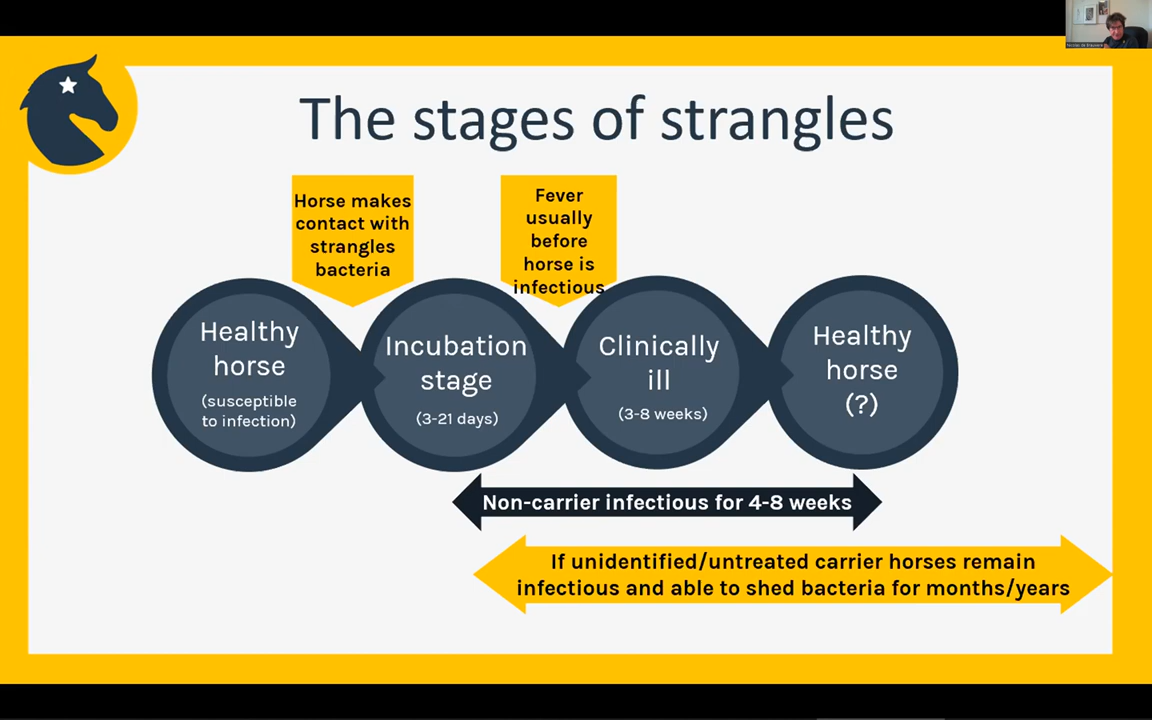 The stages of strangles
Horse makes
contact with
strangles
bacteria
Fever
usually
before
horse is
infectious
Healthy
horse
(susceptible
to infection)
Incubation
stage
(3-21 days)
Clinically
ill
(3-8 weeks)
Healthy
horse
(?)
Non-carrier infectious for 4-8 weeks
If unidentified/untreated carrier horses remain
infectious and able to shed bacteria for months/years